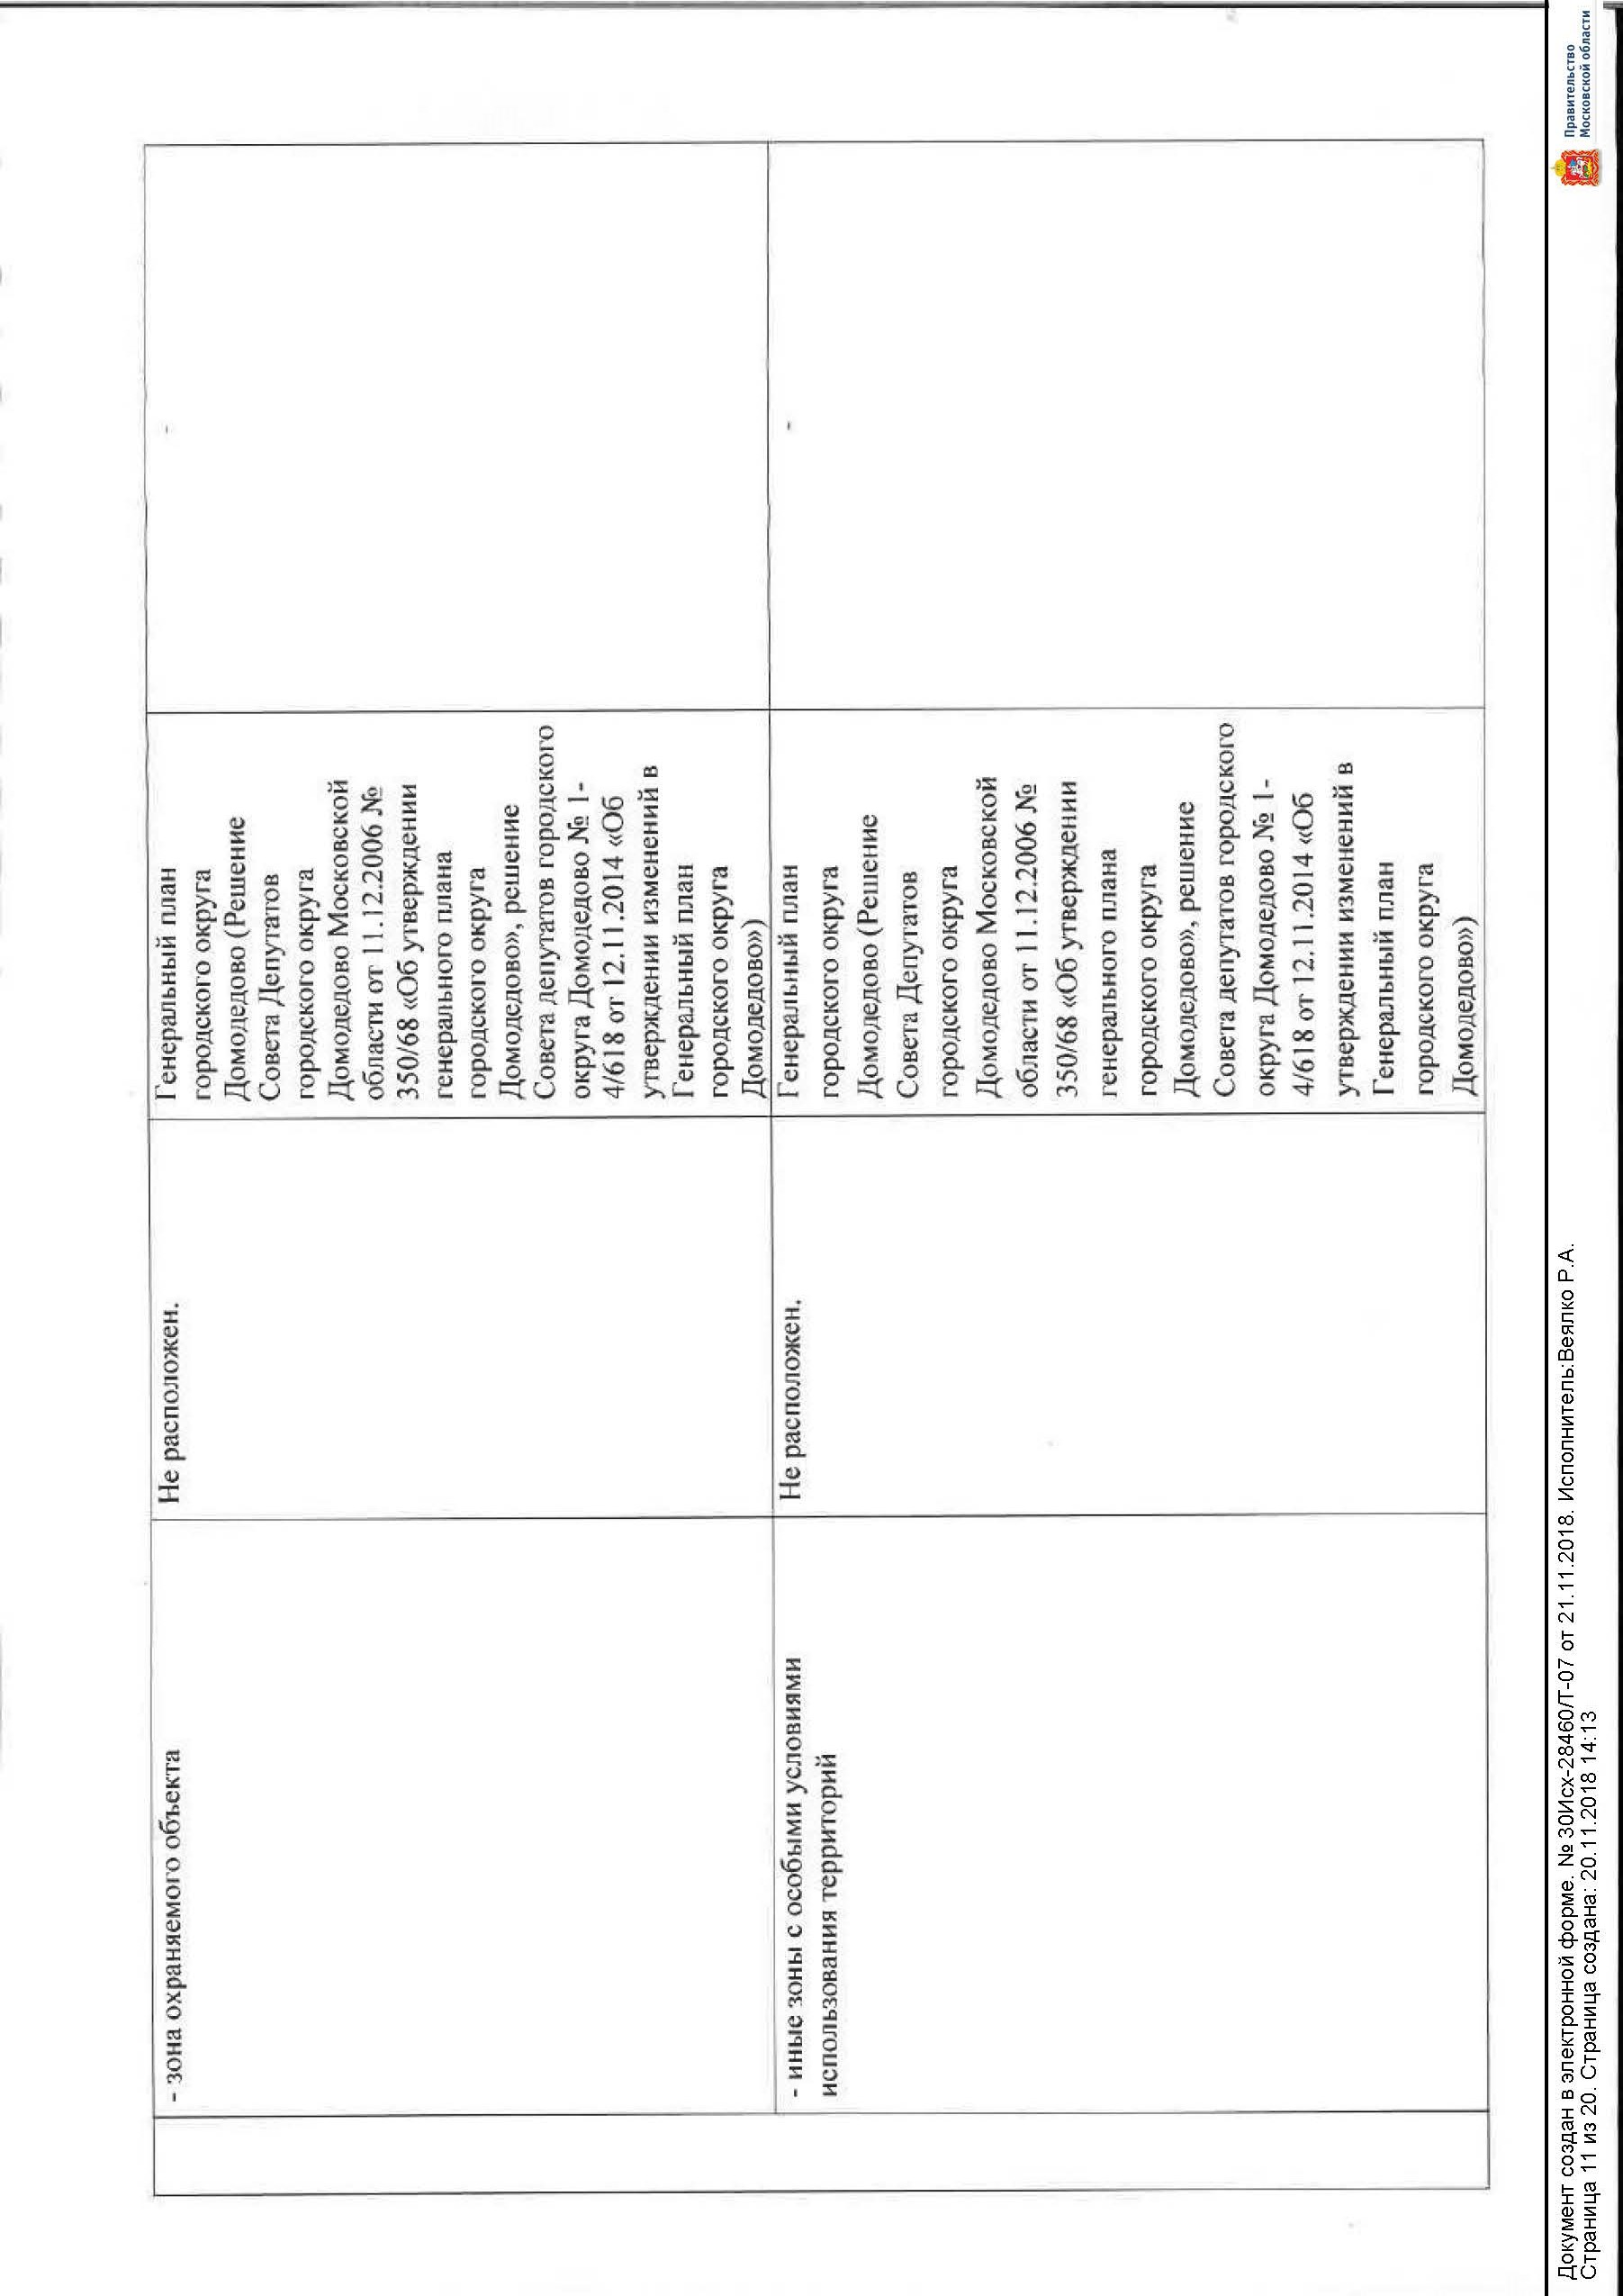 - зона охраняемого объекта
Не расположен.
Генеральный план
городского округа
Домодедово (Решение
Совета Депутатов
городского округа
Домодедово Московской
области от 11.12.2006 №
350/68 «Об утверждении
генерального плана
городского округа
Домодедово», решение
Совета депутатов городского
округа Домодедово № 1-
4/618 от 12.11.2014 «Об
утверждении изменений в
Генеральный план
городского округа
Домодедово»)
-
- иные зоны с особыми условиями
использования территорий
Не расположен.
Генеральный план
городского округа
Домодедово (Решение
Совета Депутатов
городского округа
Домодедово Московской
области от 11.12.2006 №
350/68 «Об утверждении
генерального плана
городского округа
Домодедово», решение
Совета депутатов городского
округа Домодедово № 1-
4/618 от 12.11.2014 «Об
утверждении изменений в
Генеральный план
городского округа
Домодедово»)
-
Документ создан в электронной форме. № 30Исх-28460/Т-07 от 21.11.2018. Исполнитель:Веялко Р.А.
Страница 11 из 20. Страница создана: 20.11.2018 14:13
Правительство
Московской области